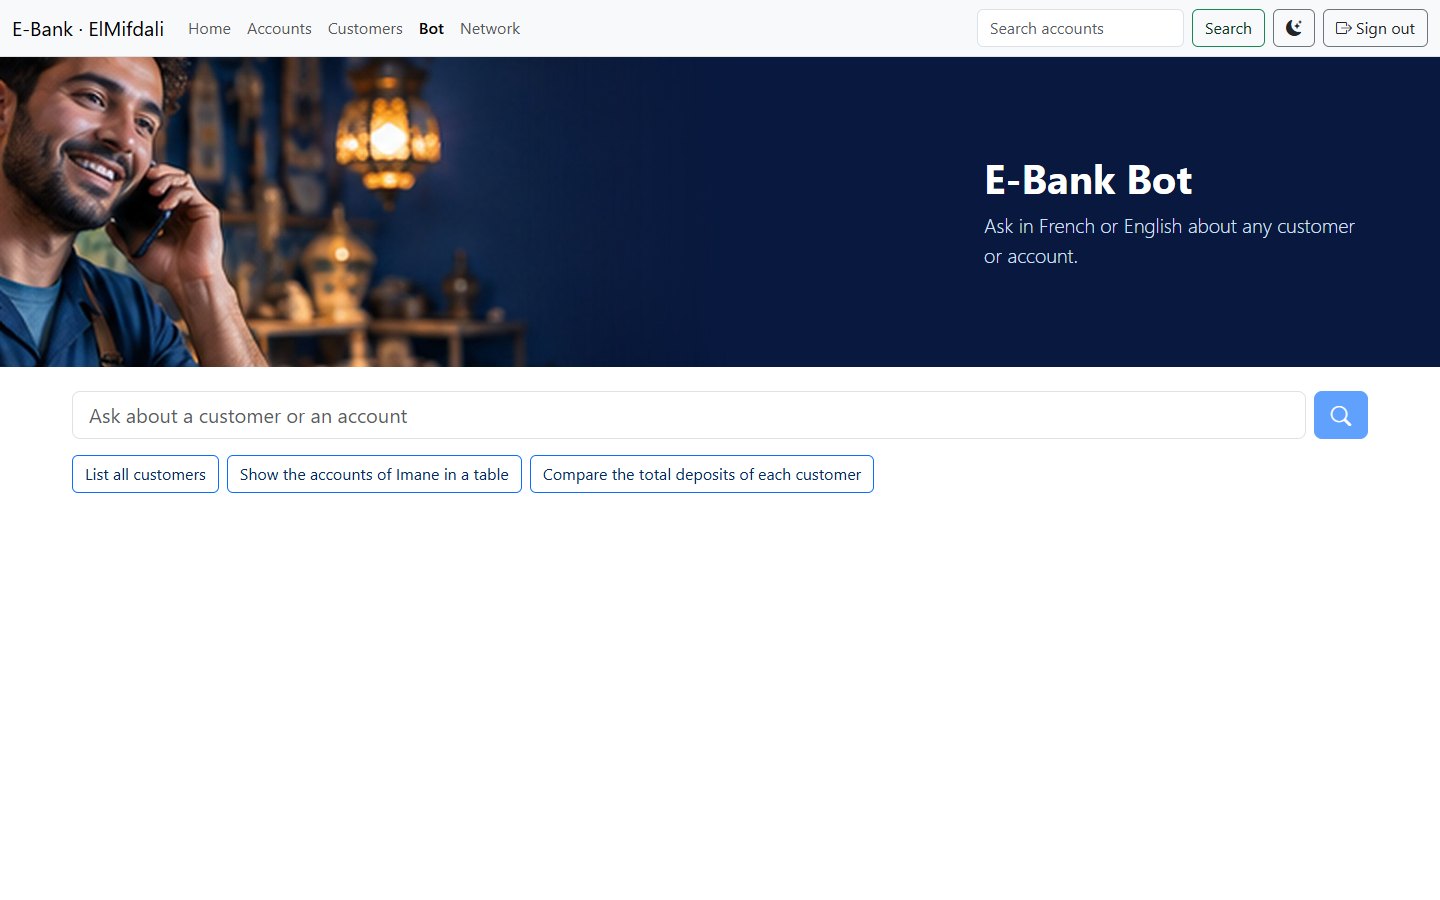 E-Bank · ElMifdali
Home
Accounts
Customers
Bot
Network
Search accounts
Search
Sign out
E-Bank Bot
Ask in French or English about any customer
or account.
Ask about a customer or an account
List all customers
Show the accounts of Imane in a table
Compare the total deposits of each customer